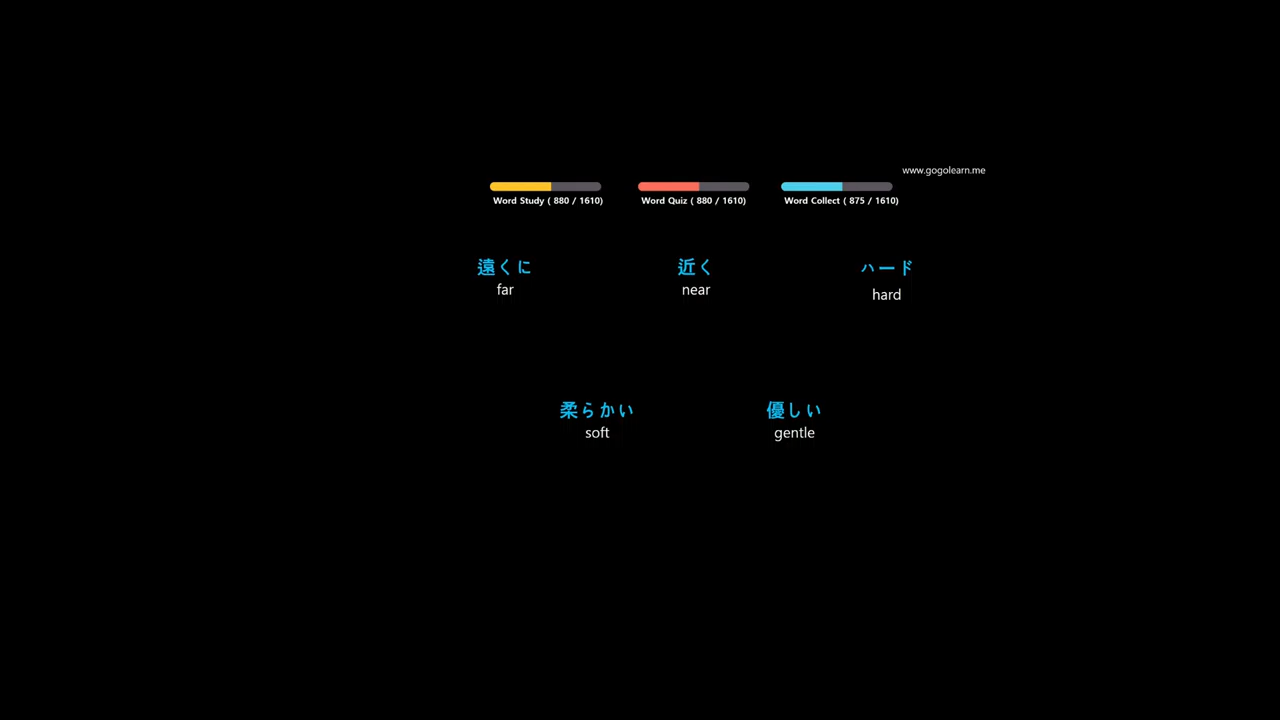 www.gogolearn.me
Word Study ( 880 / 1610)
Word Quiz ( 880 / 1610)
Word Collect ( 875 / 1610)
遠くに
far
近く
near
ハード
hard
柔らかい
soft
優しい
gentle